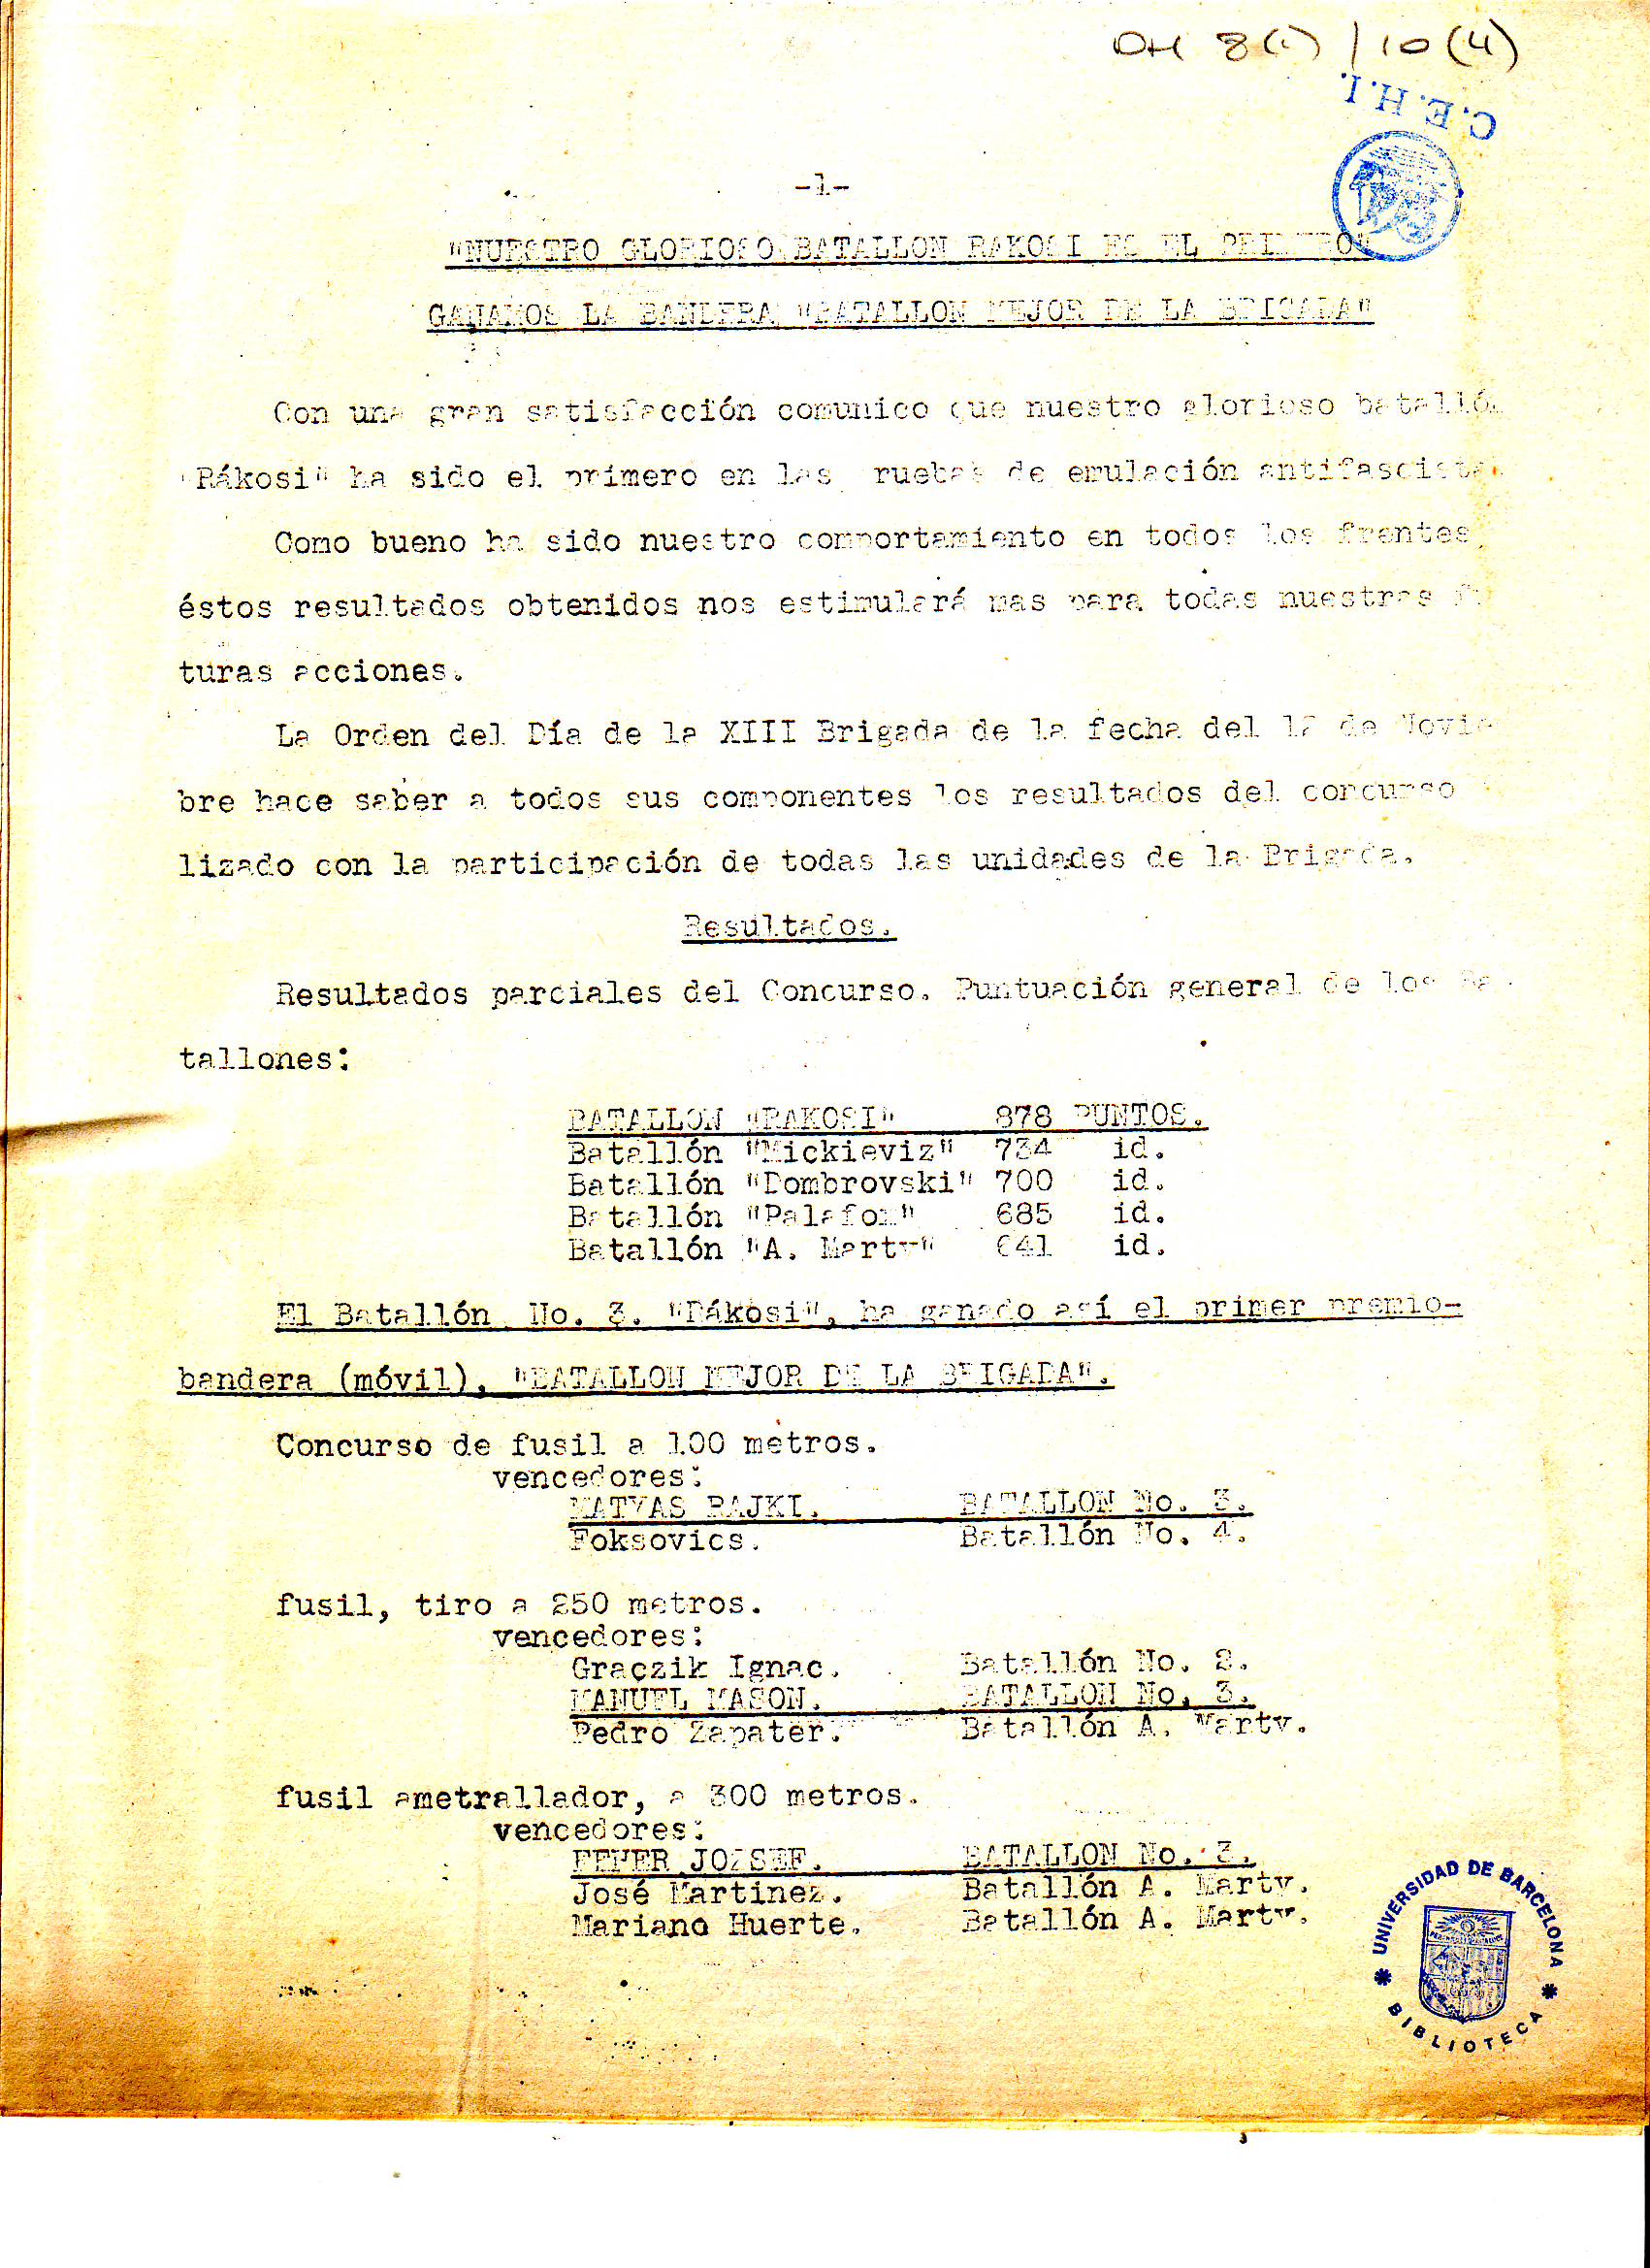 DH 8(1) / 10 (4)
C.E.H.I.
-1-
"NUESTRO GLORIOSO BATALLON RAKOSI ES EL PRIMERO"
GANAMOS LA BANDERA "BATALLON MEJOR DE LA BRIGADA"
Con una gran satisfacción comunico que nuestro glorioso batallón
"Rákosi" ha sido el primero en las ruebas de emulación antifascista
Como bueno ha sido nuestro comportamiento en todos los frentes
éstos resultados obtenidos nos estimulará mas para todas nuestras fu
turas acciones.
La Orden del Día de la XIII Brigada de la fecha del de Noviem
bre hace saber a todos sus componentes los resultados del concurso
lizado con la participación de todas las unidades de la Brigada.
Resultados.
Resultados parciales del Concurso. Puntuación general de los Ba-
tallones:
BATALLON "RAKOSI" 878 PUNTOS.
Batallón "Mickieviz" 734 id.
Batallón "Dombrovski" 700 id.
Batallón "Palafox" 685 id.
Batallón "A. Marty" 641 id.
El Batallón No. 3. "Rákosi", ha ganado así el primer premio-
bandera (móvil), "BATALLON MEJOR DE LA BRIGADA".
Concurso de fusil a 100 metros.
vencedores:
MATYAS RAJKI. BATALLON No. 3.
Foksovics. Batallón No. 4.
fusil, tiro a 250 metros.
vencedores:
Graczik Ignac. Batallón No. 2.
MANUEL MASON. BATALLON No. 3.
Pedro Zapater. Batallón A. Marty.
fusil ametrallador, a 300 metros.
vencedores:
JOZSEF. BATALLON No. 3.
José Martinez. Batallón A. Marty.
Mariano Huerte. Batallón A. Marty.
UNIVERSIDAD DE BARCELONA
BIBLIOTECA